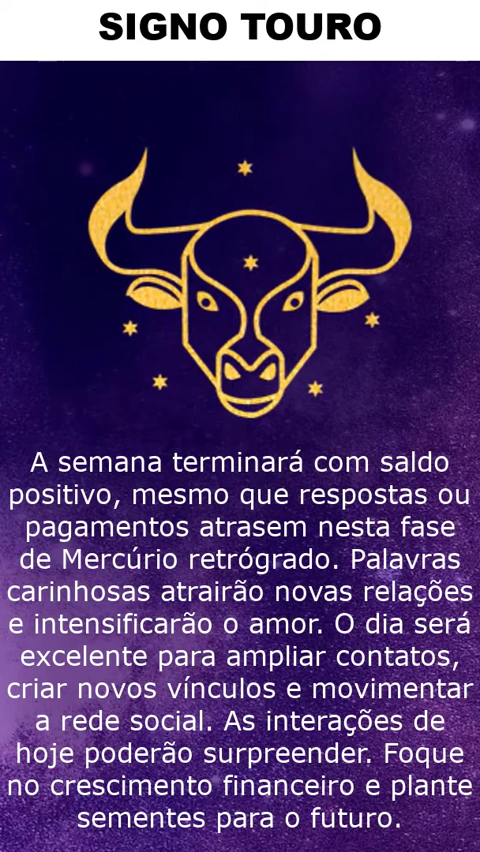 SIGNO TOURO
A semana terminará com saldo
positivo, mesmo que respostas ou
pagamentos atrasem nesta fase
de Mercúrio retrógrado. Palavras
carinhosas atrairão novas relações
e intensificarão o amor. O dia será
excelente para ampliar contatos,
criar novos vínculos e movimentar
a rede social. As interações de
hoje poderão surpreender. Foque
no crescimento financeiro e plante
sementes para o futuro.